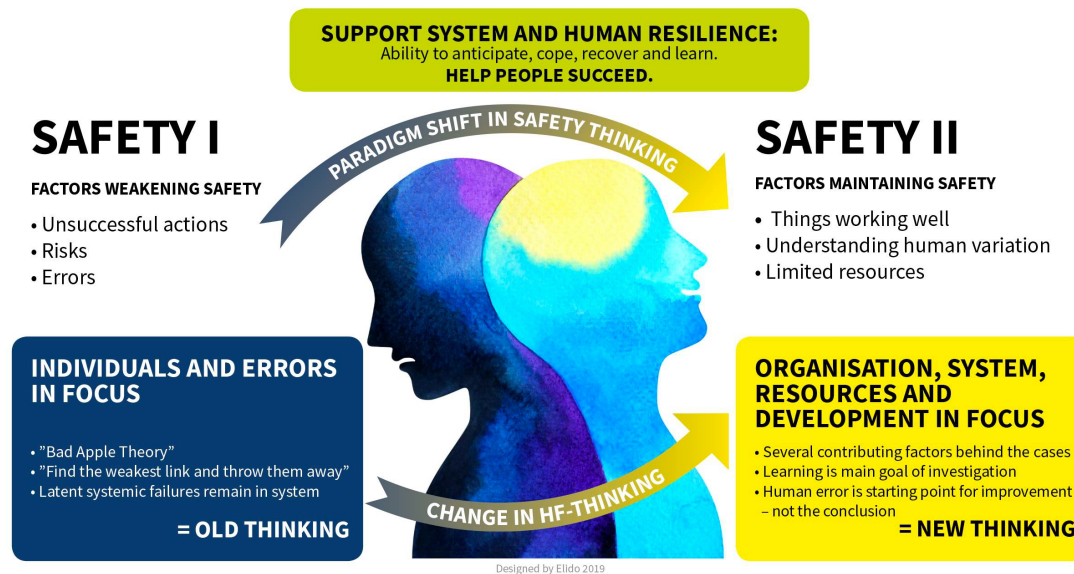 SUPPORT SYSTEM AND HUMAN RESILIENCE:
Ability to anticipate, cope, recover and learn.
HELP PEOPLE SUCCEED.
PARADIGM SHIFT IN SAFETY THINKING
SAFETY I
FACTORS WEAKENING SAFETY
• Unsuccessful actions
• Risks
• Errors
SAFETY II
FACTORS MAINTAINING SAFETY
• Things working well
• Understanding human variation
• Limited resources
INDIVIDUALS AND ERRORS
IN FOCUS
• ”Bad Apple Theory”
• ”Find the weakest link and throw them away”
• Latent systemic failures remain in system
= OLD THINKING
CHANGE IN HF-THINKING
ORGANISATION, SYSTEM,
RESOURCES AND
DEVELOPMENT IN FOCUS
• Several contributing factors behind the cases
• Learning is main goal of investigation
• Human error is starting point for improvement
– not the conclusion
= NEW THINKING
Designed by Elido 2019